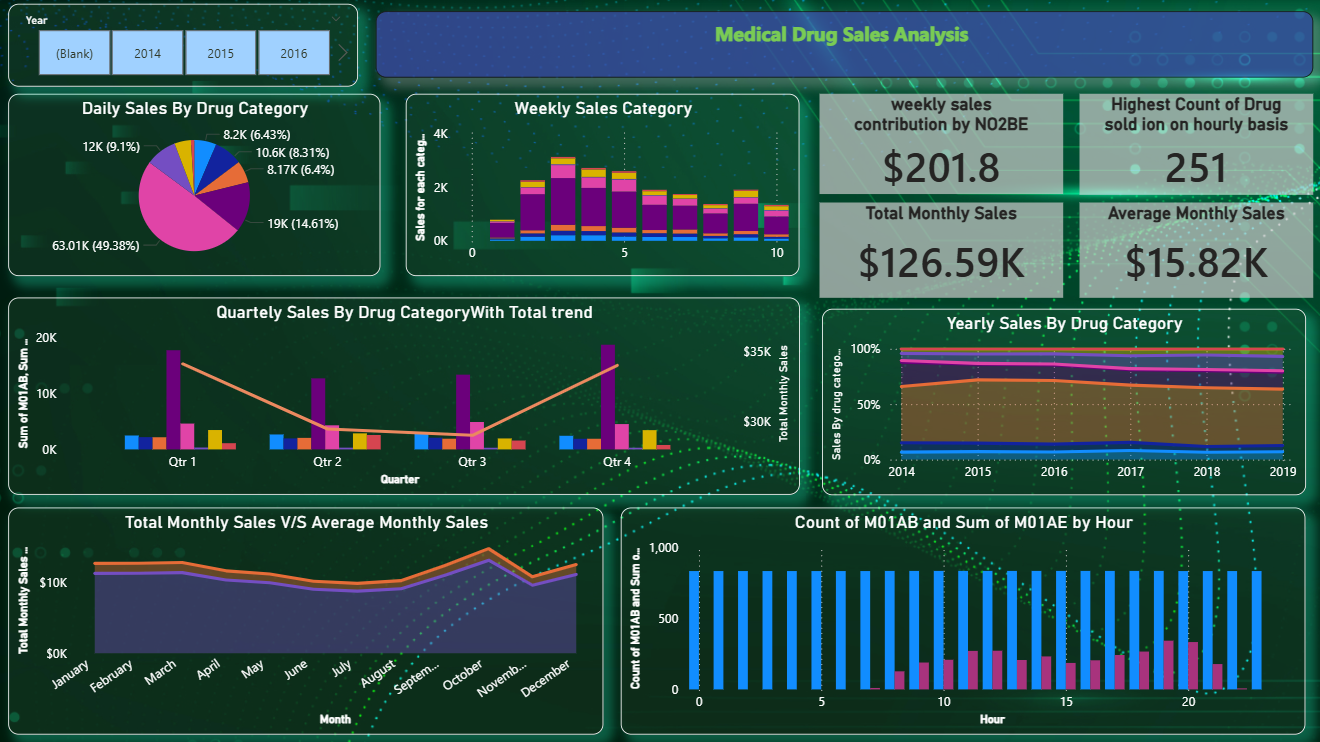 Year
(Blank)
2014
2015
2016
Medical Drug Sales Analysis
Daily Sales By Drug Category
8.2K (6.43%)
12K (9.1%)
10.6K (8.31%)
8.17K (6.4%)
19K (14.61%)
63.01K (49.38%)
Weekly Sales Category
Sales for each categ...
4K
2K
0K
0
5
10
weekly sales
contribution by NO2BE
$201.8
Highest Count of Drug
sold ion on hourly basis
251
Total Monthly Sales
$126.59K
Average Monthly Sales
$15.82K
Quartely Sales By Drug CategoryWith Total trend
Sum of M01AB, Sum ...
20K
10K
0K
$35K
$30K
Total Monthly Sales
Qtr 1
Qtr 2
Qtr 3
Qtr 4
Quarter
Yearly Sales By Drug Category
Sales By drug catego...
100%
50%
0%
2014
2015
2016
2017
2018
2019
Total Monthly Sales V/S Average Monthly Sales
Total Monthly Sales ...
$10K
$0K
January
February
March
April
May
June
July
August
Septem...
October
Novemb...
December
Month
Count of M01AB and Sum of M01AE by Hour
Count of M01AB and Sum o...
1,000
500
0
0
5
10
15
20
Hour